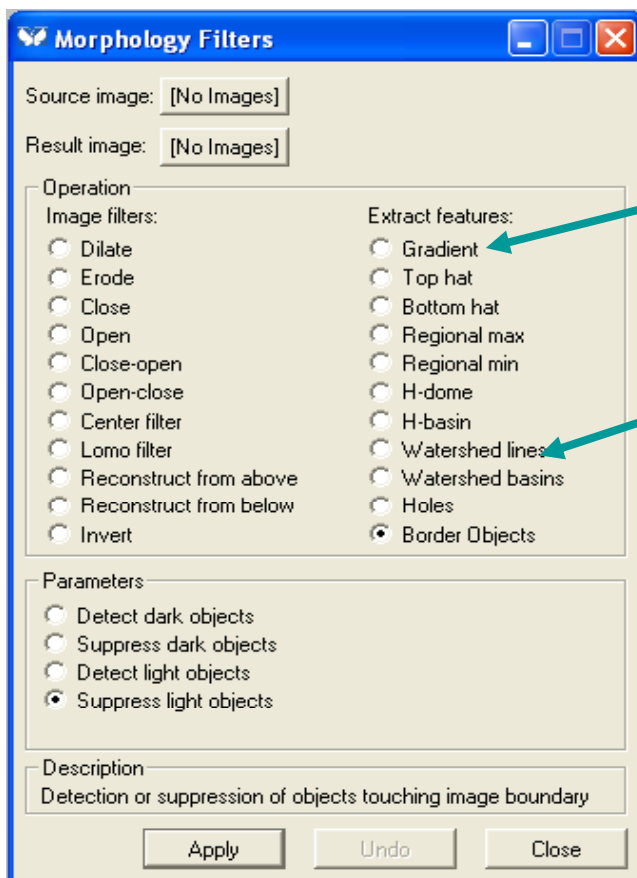 Morphology Filters
Source image: [No Images]
Result image: [No Images]
Operation
Image filters:
Dilate
Erode
Close
Open
Close-open
Open-close
Center filter
Lomo filter
Reconstruct from above
Reconstruct from below
Invert
Extract features:
Gradient
Top hat
Bottom hat
Regional max
Regional min
H-dome
H-basin
Watershed lines
Watershed basins
Holes
Border Objects
Parameters
Detect dark objects
Suppress dark objects
Detect light objects
Suppress light objects
Description
Detection or suppression of objects touching image boundary
Apply Undo Close